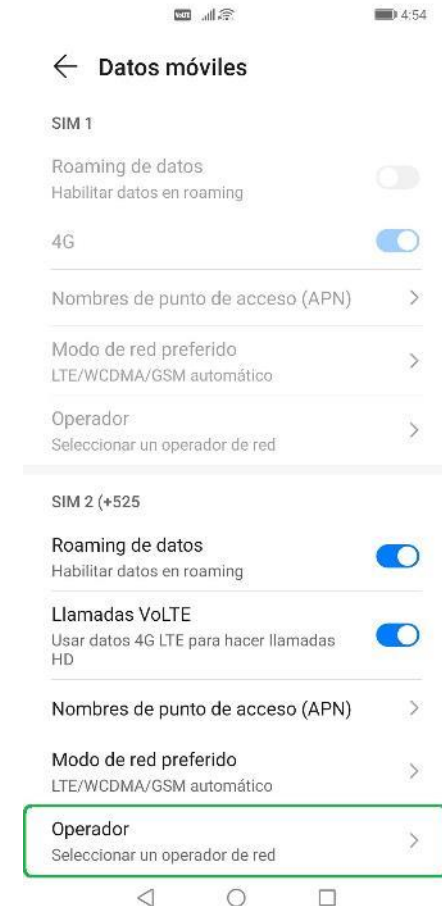 VoLTE
4:54
Datos móviles
SIM 1
Roaming de datos
Habilitar datos en roaming
4G
Nombres de punto de acceso (APN)
Modo de red preferido
LTE/WCDMA/GSM automático
Operador
Seleccionar un operador de red
SIM 2 (+525
Roaming de datos
Habilitar datos en roaming
Llamadas VoLTE
Usar datos 4G LTE para hacer llamadas
HD
Nombres de punto de acceso (APN)
Modo de red preferido
LTE/WCDMA/GSM automático
Operador
Seleccionar un operador de red